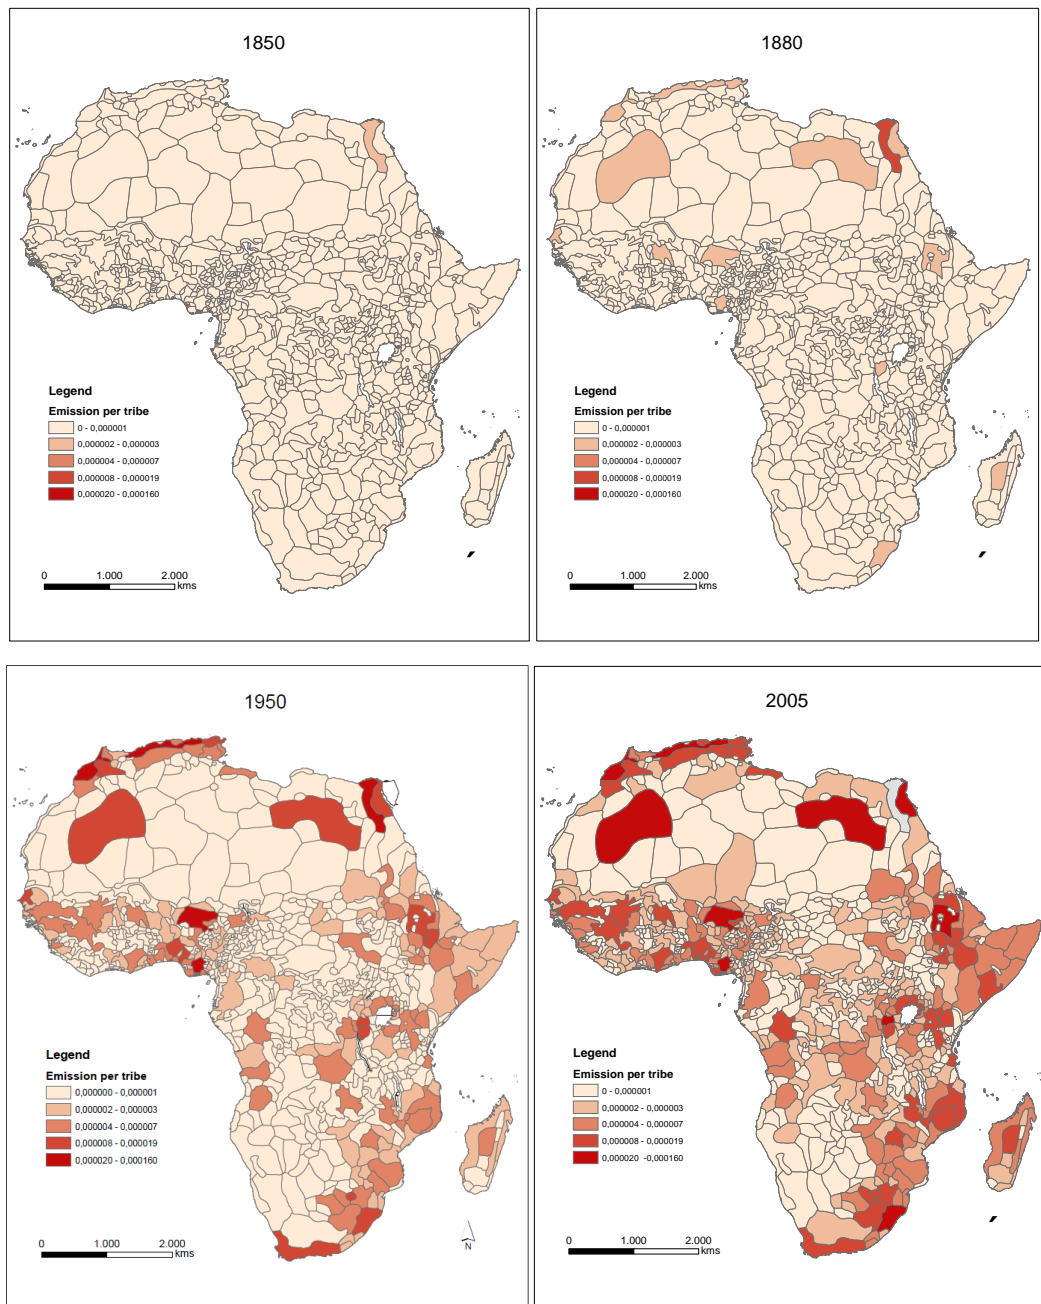 1850
Legend
Emission per tribe
0 - 0,000001
0,000002 - 0,000003
0,000004 - 0,000007
0,000008 - 0,000019
0,000020 - 0,000160
0 1.000 2.000
kms
1880
Legend
Emission per tribe
0 - 0,000001
0,000002 - 0,000003
0,000004 - 0,000007
0,000008 - 0,000019
0,000020 - 0,000160
0 1.000 2.000
kms
1950
Legend
Emission per tribe
0,000000 - 0,000001
0,000002 - 0,000003
0,000004 - 0,000007
0,000008 - 0,000019
0,000020 - 0,000160
0 1.000 2.000
kms
N
2005
Legend
Emission per tribe
0 - 0,000001
0,000002 - 0,000003
0,000004 - 0,000007
0,000008 - 0,000019
0,000020 -0,000160
0 1.000 2.000
kms